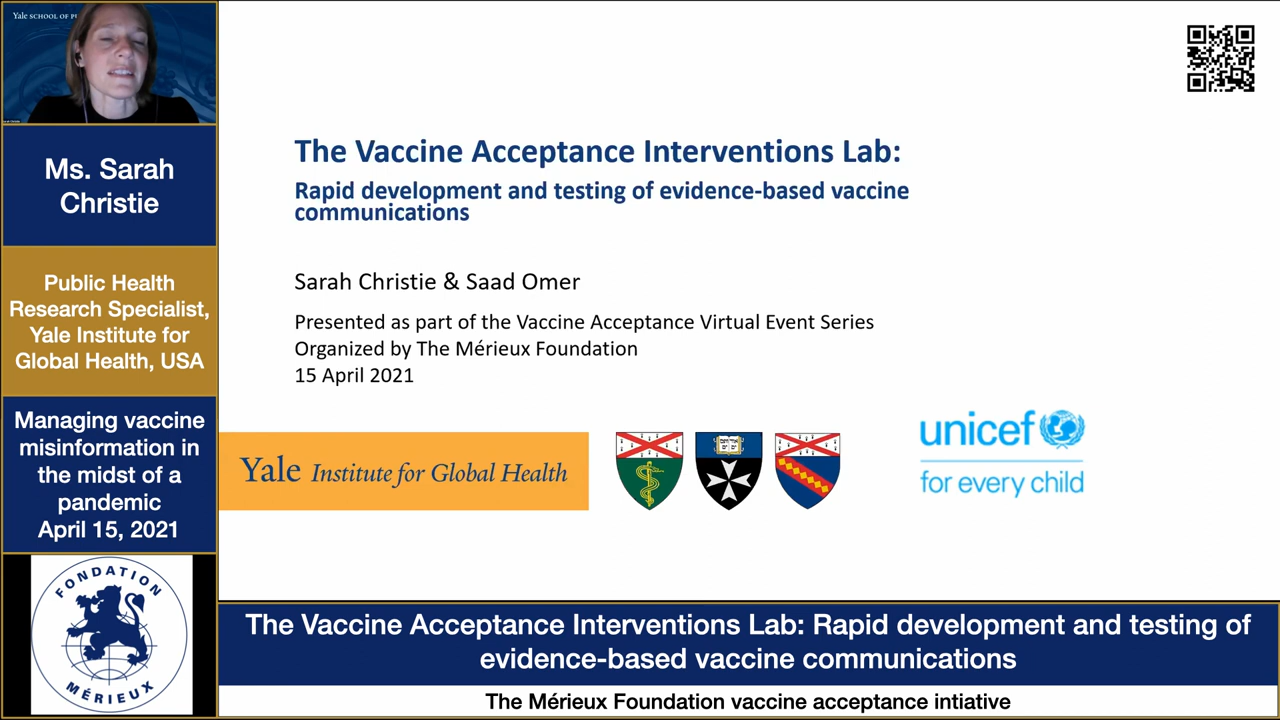 Yale SCHOOL OF
Ms. Sarah
Christie
Public Health
Research Specialist,
Yale Institute for
Global Health, USA
Managing vaccine
misinformation in
the midst of a
pandemic
April 15, 2021
FONDATION
MÉRIEUX
The Vaccine Acceptance Interventions Lab:
Rapid development and testing of evidence-based vaccine
communications
Sarah Christie & Saad Omer
Presented as part of the Vaccine Acceptance Virtual Event Series
Organized by The Mérieux Foundation
15 April 2021
Yale Institute for Global Health
unicef
for every child
The Vaccine Acceptance Interventions Lab: Rapid development and testing of
evidence-based vaccine communications
The Mérieux Foundation vaccine acceptance intiative